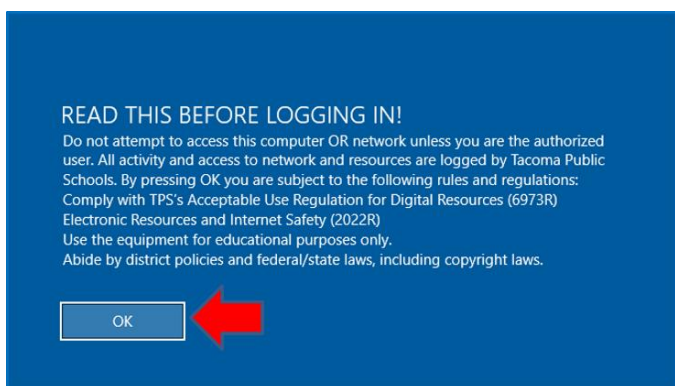 READ THIS BEFORE LOGGING IN!
Do not attempt to access this computer OR network unless you are the authorized
user. All activity and access to network and resources are logged by Tacoma Public
Schools. By pressing OK you are subject to the following rules and regulations:
Comply with TPS's Acceptable Use Regulation for Digital Resources (6973R)
Electronic Resources and Internet Safety (2022R)
Use the equipment for educational purposes only.
Abide by district policies and federal/state laws, including copyright laws.
OK